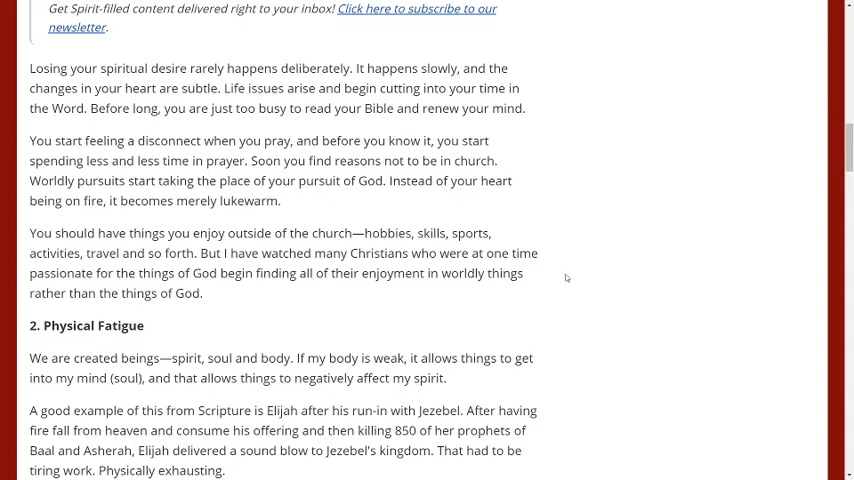 Get Spirit-filled content delivered right to your inbox! Click here to subscribe to our
newsletter.
Losing your spiritual desire rarely happens deliberately. It happens slowly, and the
changes in your heart are subtle. Life issues arise and begin cutting into your time in
the Word. Before long, you are just too busy to read your Bible and renew your mind.
You start feeling a disconnect when you pray, and before you know it, you start
spending less and less time in prayer. Soon you find reasons not to be in church.
Worldly pursuits start taking the place of your pursuit of God. Instead of your heart
being on fire, it becomes merely lukewarm.
You should have things you enjoy outside of the church—hobbies, skills, sports,
activities, travel and so forth. But I have watched many Christians who were at one time
passionate for the things of God begin finding all of their enjoyment in worldly things
rather than the things of God.
2. Physical Fatigue
We are created beings—spirit, soul and body. If my body is weak, it allows things to get
into my mind (soul), and that allows things to negatively affect my spirit.
A good example of this from Scripture is Elijah after his run-in with Jezebel. After having
fire fall from heaven and consume his offering and then killing 850 of her prophets of
Baal and Asherah, Elijah delivered a sound blow to Jezebel's kingdom. That had to be
tiring work. Physically exhausting.